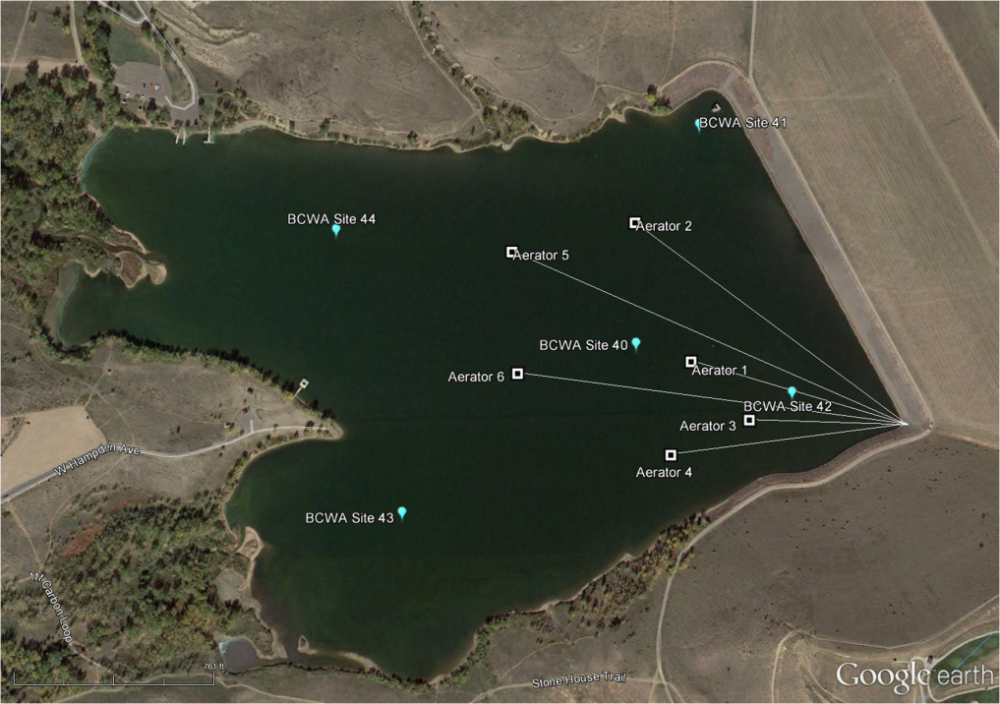 BCWA Site 41
BCWA Site 44
Aerator 2
Aerator 5
BCWA Site 40
Aerator 1
Aerator 6
BCWA Site 42
Aerator 3
W Hampden Ave
Aerator 4
BCWA Site 43
W Carbon Loop
761 ft
Stone House Trail
Google earth